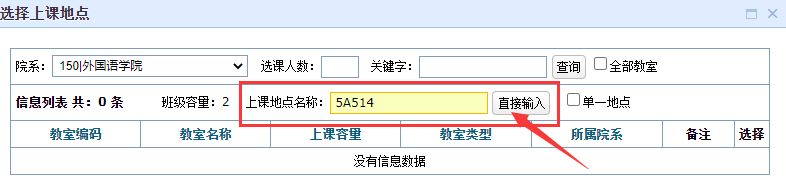 选择上课地点
院系: 150|外国语学院 选课人数: 关键字: 查询 全部教室
信息列表 共: 0 条 班级容量: 2 上课地点名称: 5A514 直接输入 单一地点
教室编码 教室名称 上课容量 教室类型 所属院系 备注 选择
没有信息数据